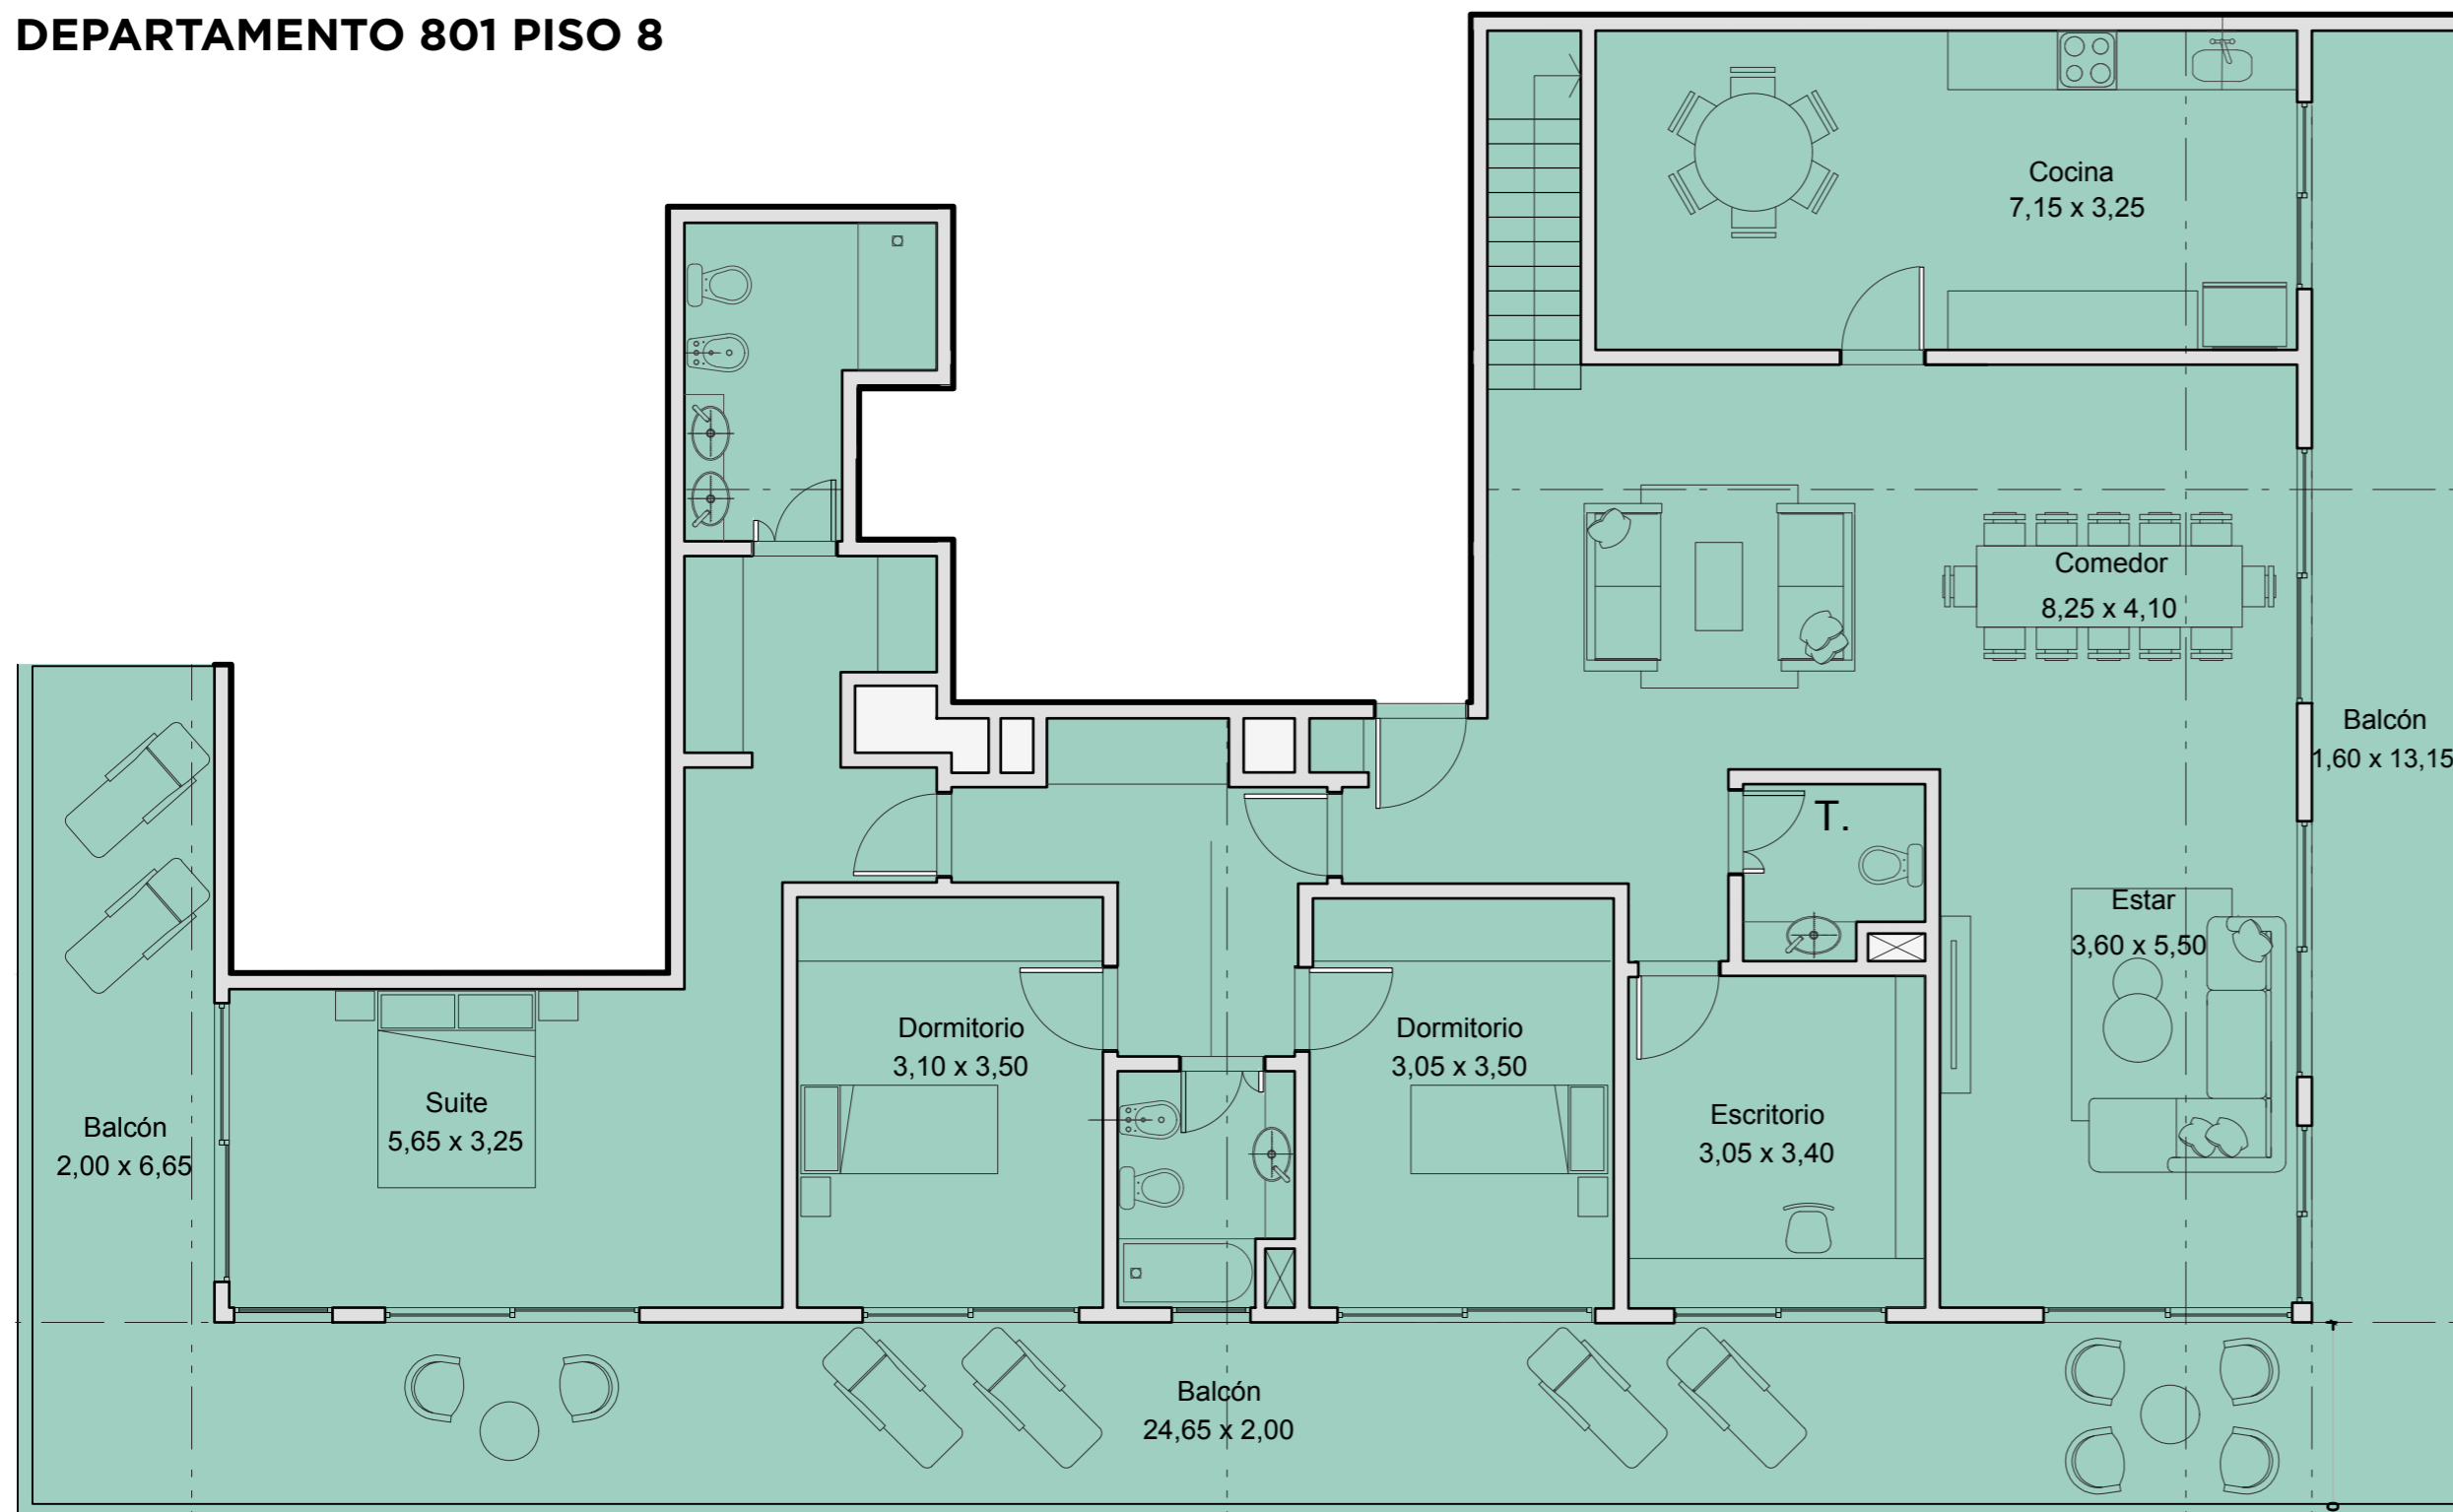 DEPARTAMENTO 801 PISO 8
Cocina
7,15 x 3,25
Comedor
8,25 x 4,10
Balcón
1,60 x 13,15
T.
Estar
3,60 x 5,50
Dormitorio
3,10 x 3,50
Dormitorio
3,05 x 3,50
Suite
5,65 x 3,25
Escritorio
3,05 x 3,40
Balcón
2,00 x 6,65
Balcón
24,65 x 2,00